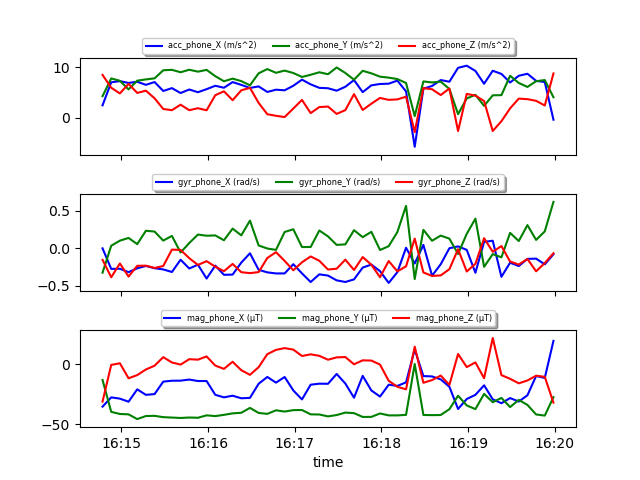 acc_phone_X (m/s^2) acc_phone_Y (m/s^2) acc_phone_Z (m/s^2)
10
0
gyr_phone_X (rad/s) gyr_phone_Y (rad/s) gyr_phone_Z (rad/s)
0.5
0.0
−0.5
mag_phone_X (μT) mag_phone_Y (μT) mag_phone_Z (μT)
0
−50
16:15 16:16 16:17 16:18 16:19 16:20
time